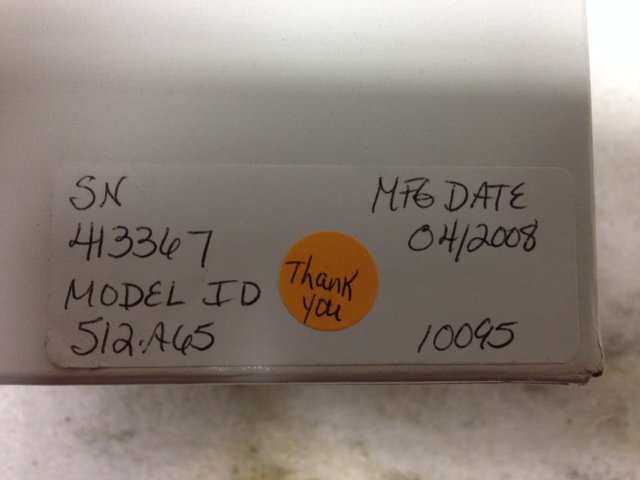 SN
413367
MODEL ID
512.A65
Thank
you
MFG DATE
04/2008
10095